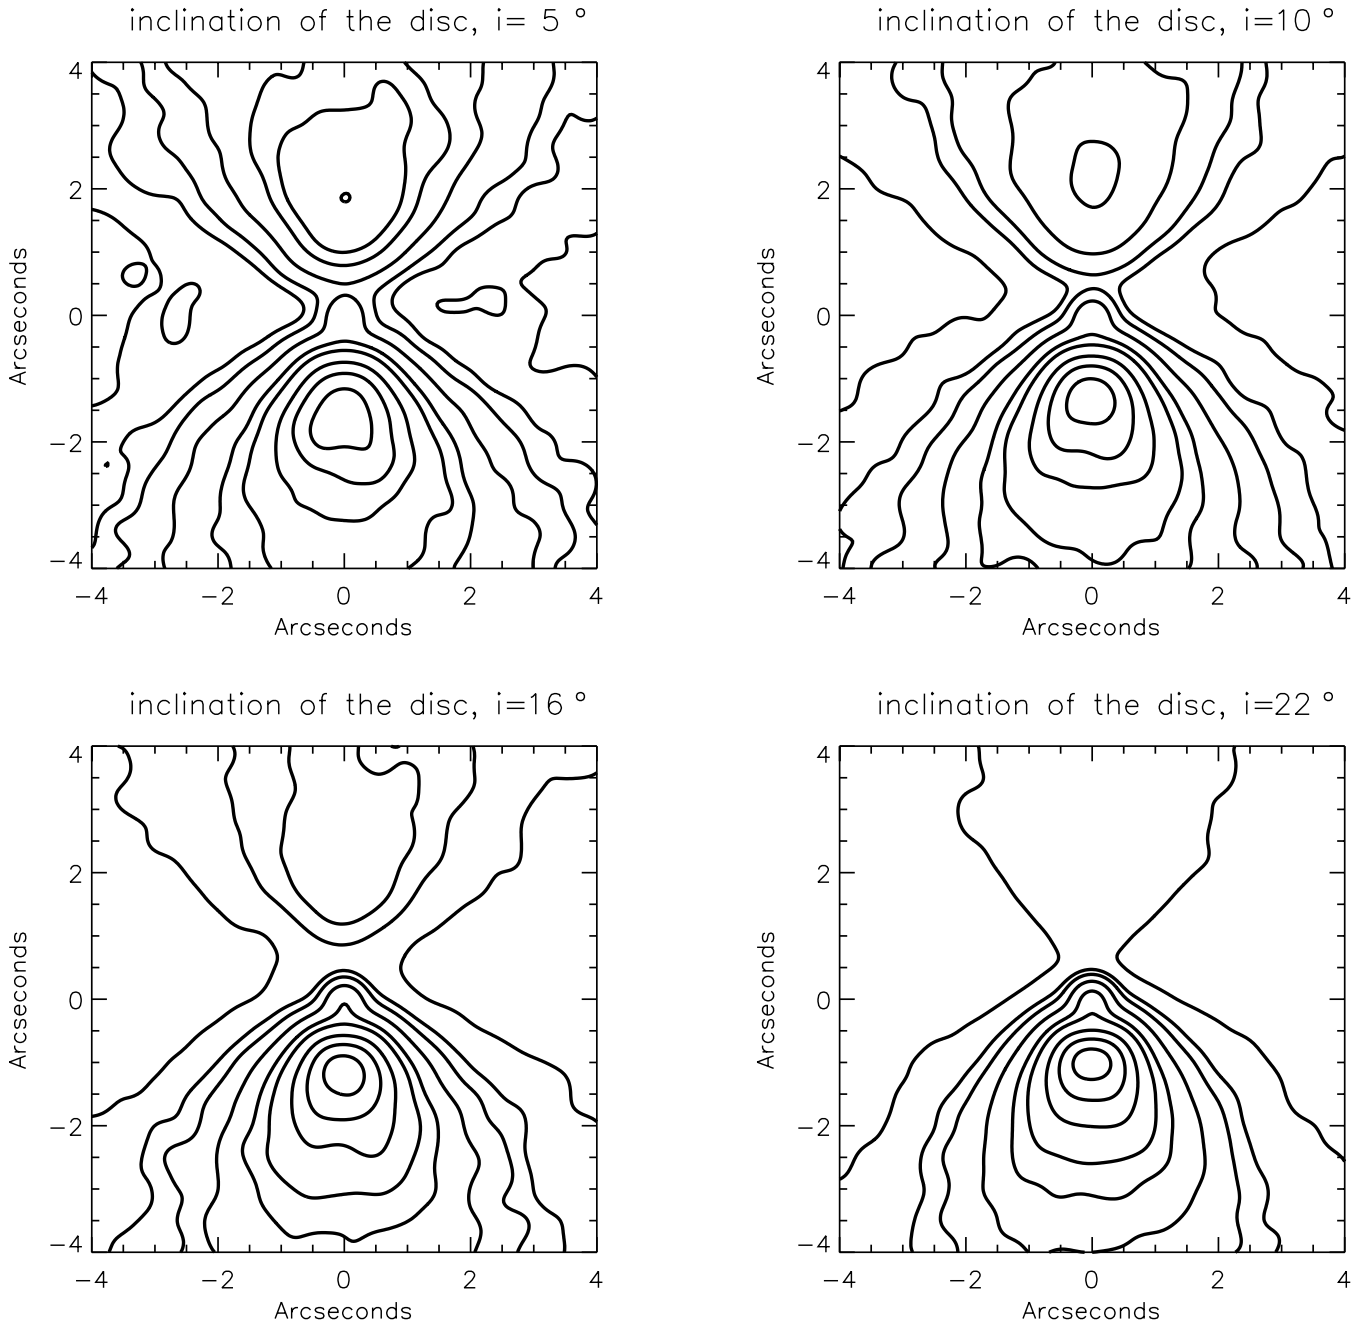 inclination of the disc, i= 5 °
inclination of the disc, i=10 °
4
2
0
−2
−4
Arcseconds
−4 −2 0 2 4
Arcseconds
4
2
0
−2
−4
Arcseconds
−4 −2 0 2 4
Arcseconds
inclination of the disc, i=16 °
inclination of the disc, i=22 °
4
2
0
−2
−4
Arcseconds
−4 −2 0 2 4
Arcseconds
4
2
0
−2
−4
Arcseconds
−4 −2 0 2 4
Arcseconds